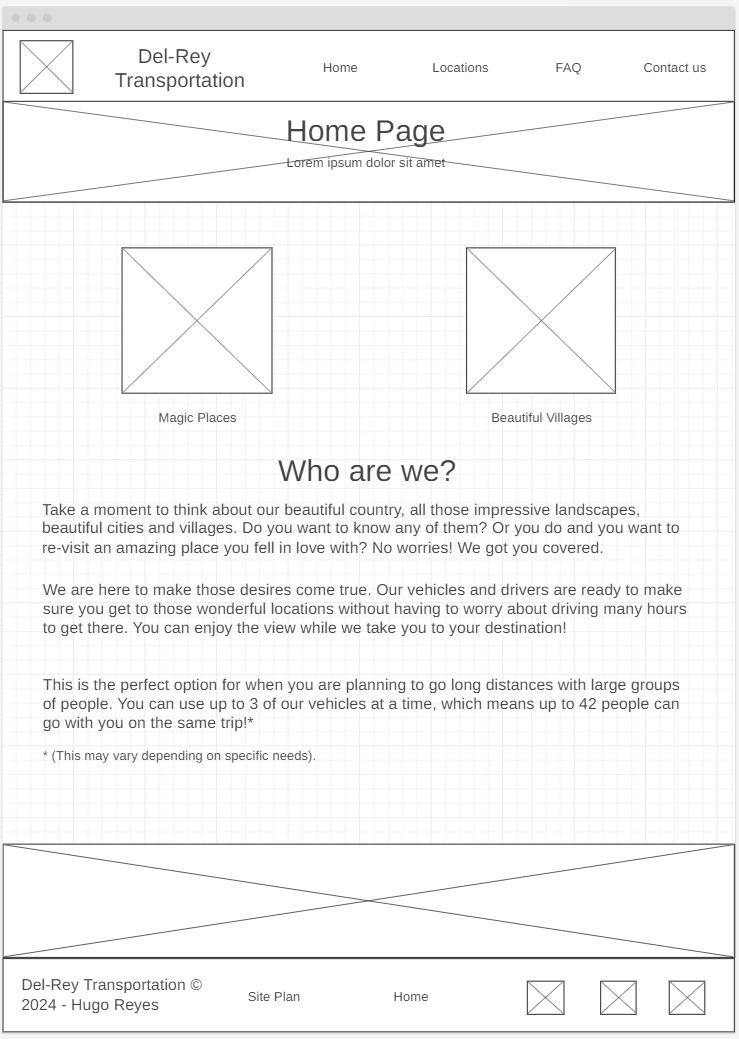 Del-Rey
Transportation
Home
Locations
FAQ
Contact us
Home Page
Lorem ipsum dolor sit amet
Magic Places
Beautiful Villages
Who are we?
Take a moment to think about our beautiful country, all those impressive landscapes,
beautiful cities and villages. Do you want to know any of them? Or you do and you want to
re-visit an amazing place you fell in love with? No worries! We got you covered.
We are here to make those desires come true. Our vehicles and drivers are ready to make
sure you get to those wonderful locations without having to worry about driving many hours
to get there. You can enjoy the view while we take you to your destination!
This is the perfect option for when you are planning to go long distances with large groups
of people. You can use up to 3 of our vehicles at a time, which means up to 42 people can
go with you on the same trip!*
* (This may vary depending on specific needs).
Del-Rey Transportation ©
2024 - Hugo Reyes
Site Plan
Home